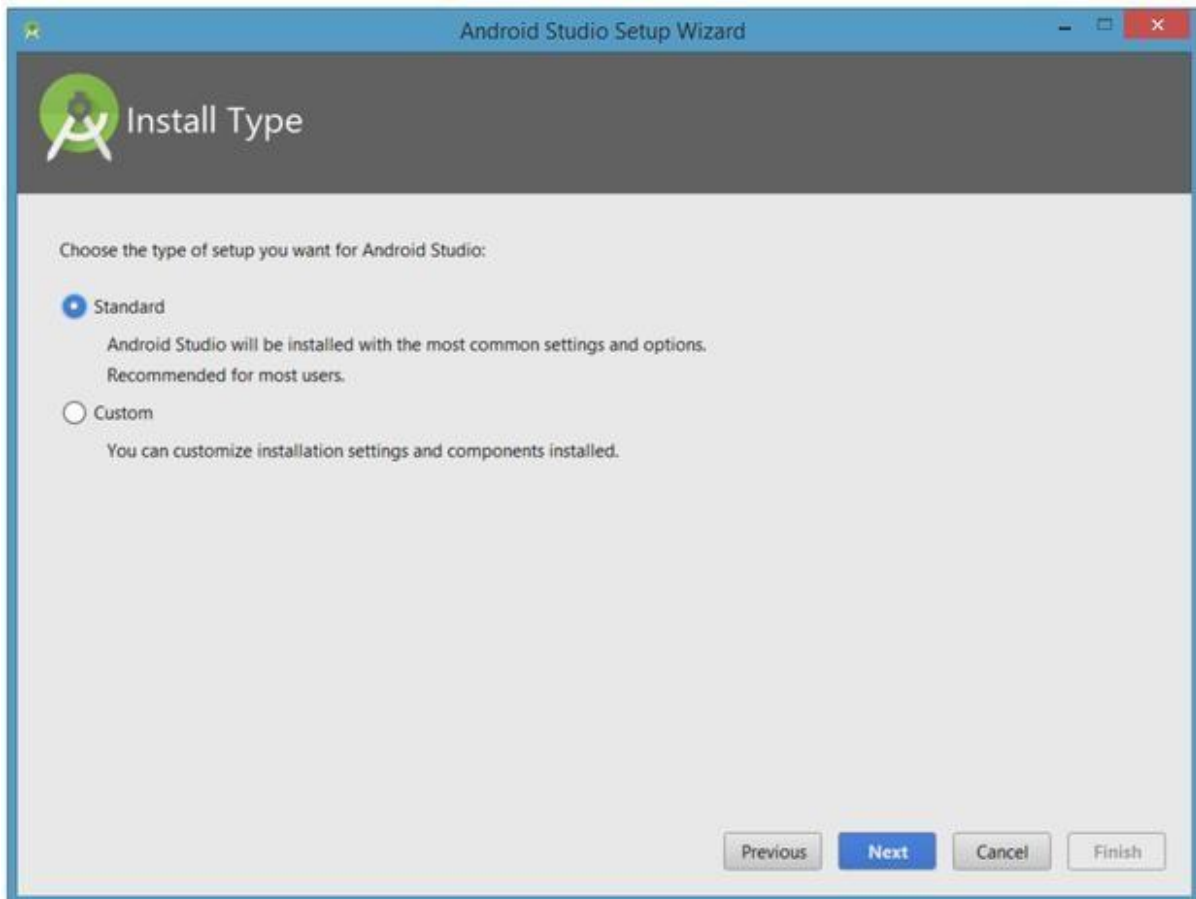 Android Studio Setup Wizard
Install Type
Choose the type of setup you want for Android Studio:
Standard
Android Studio will be installed with the most common settings and options.
Recommended for most users.
Custom
You can customize installation settings and components installed.
Previous Next Cancel Finish